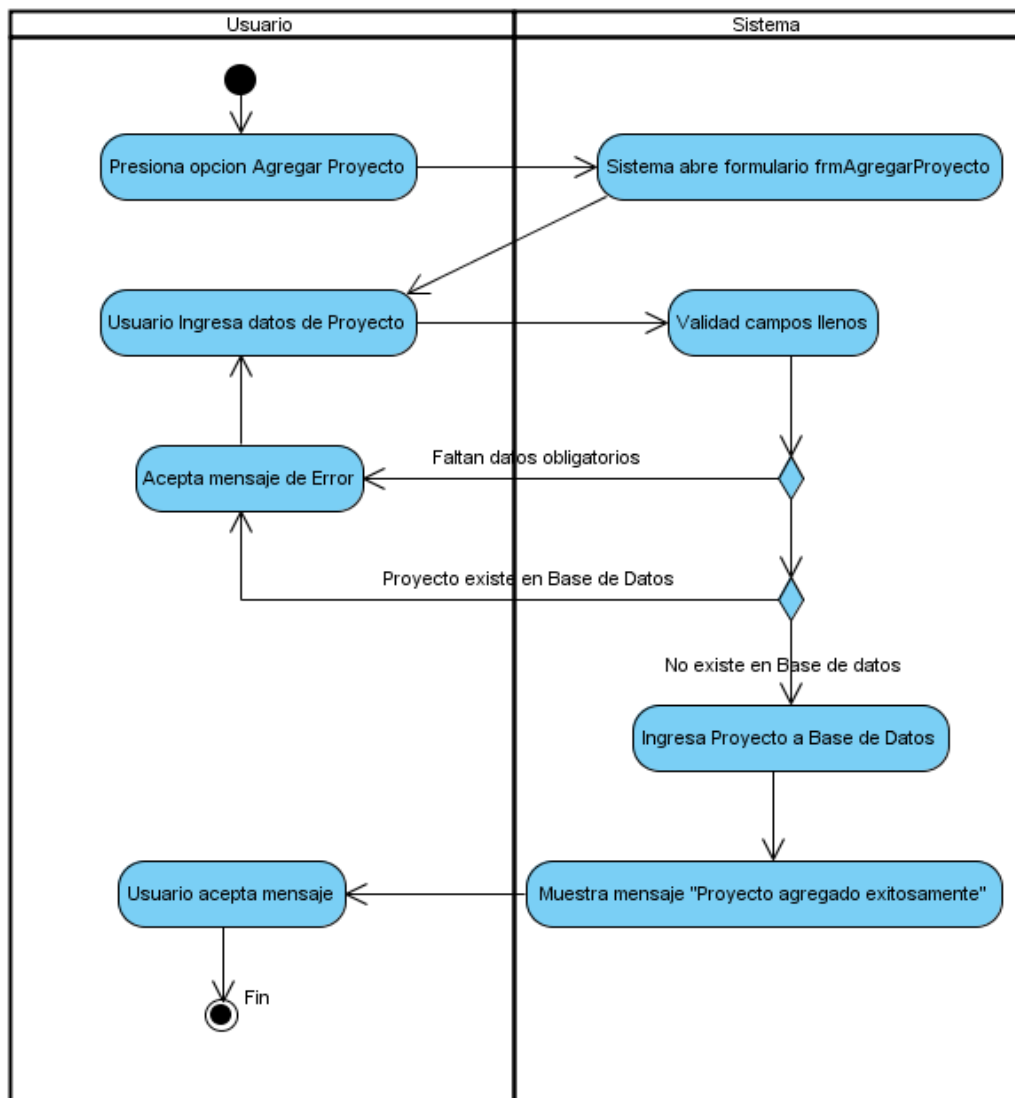 Usuario
Sistema
Presiona opcion Agregar Proyecto
Sistema abre formulario frmAgregarProyecto
Usuario Ingresa datos de Proyecto
Validad campos llenos
Faltan datos obligatorios
Acepta mensaje de Error
Proyecto existe en Base de Datos
No existe en Base de datos
Ingresa Proyecto a Base de Datos
Usuario acepta mensaje
Muestra mensaje "Proyecto agregado exitosamente"
Fin